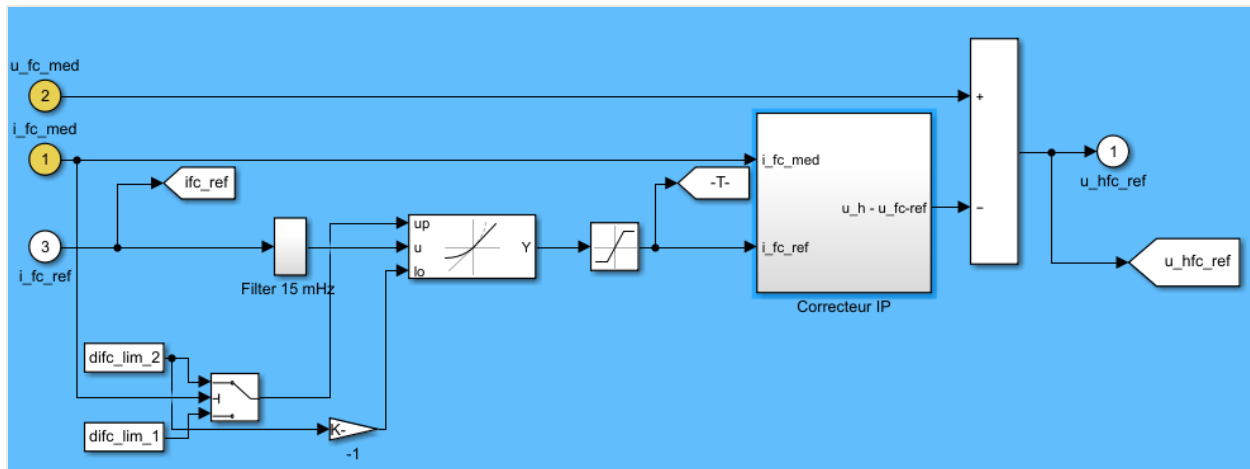 u_fc_med
2
+
i_fc_med
1
i_fc_med
ifc_ref
-T-
1
u_hfc_ref
up
u_h - u_fc-ref
−
3
u
Y
i_fc_ref
i_fc_ref
lo
u_hfc_ref
Filter 15 mHz
Correcteur IP
difc_lim_2
difc_lim_1
K-
-1